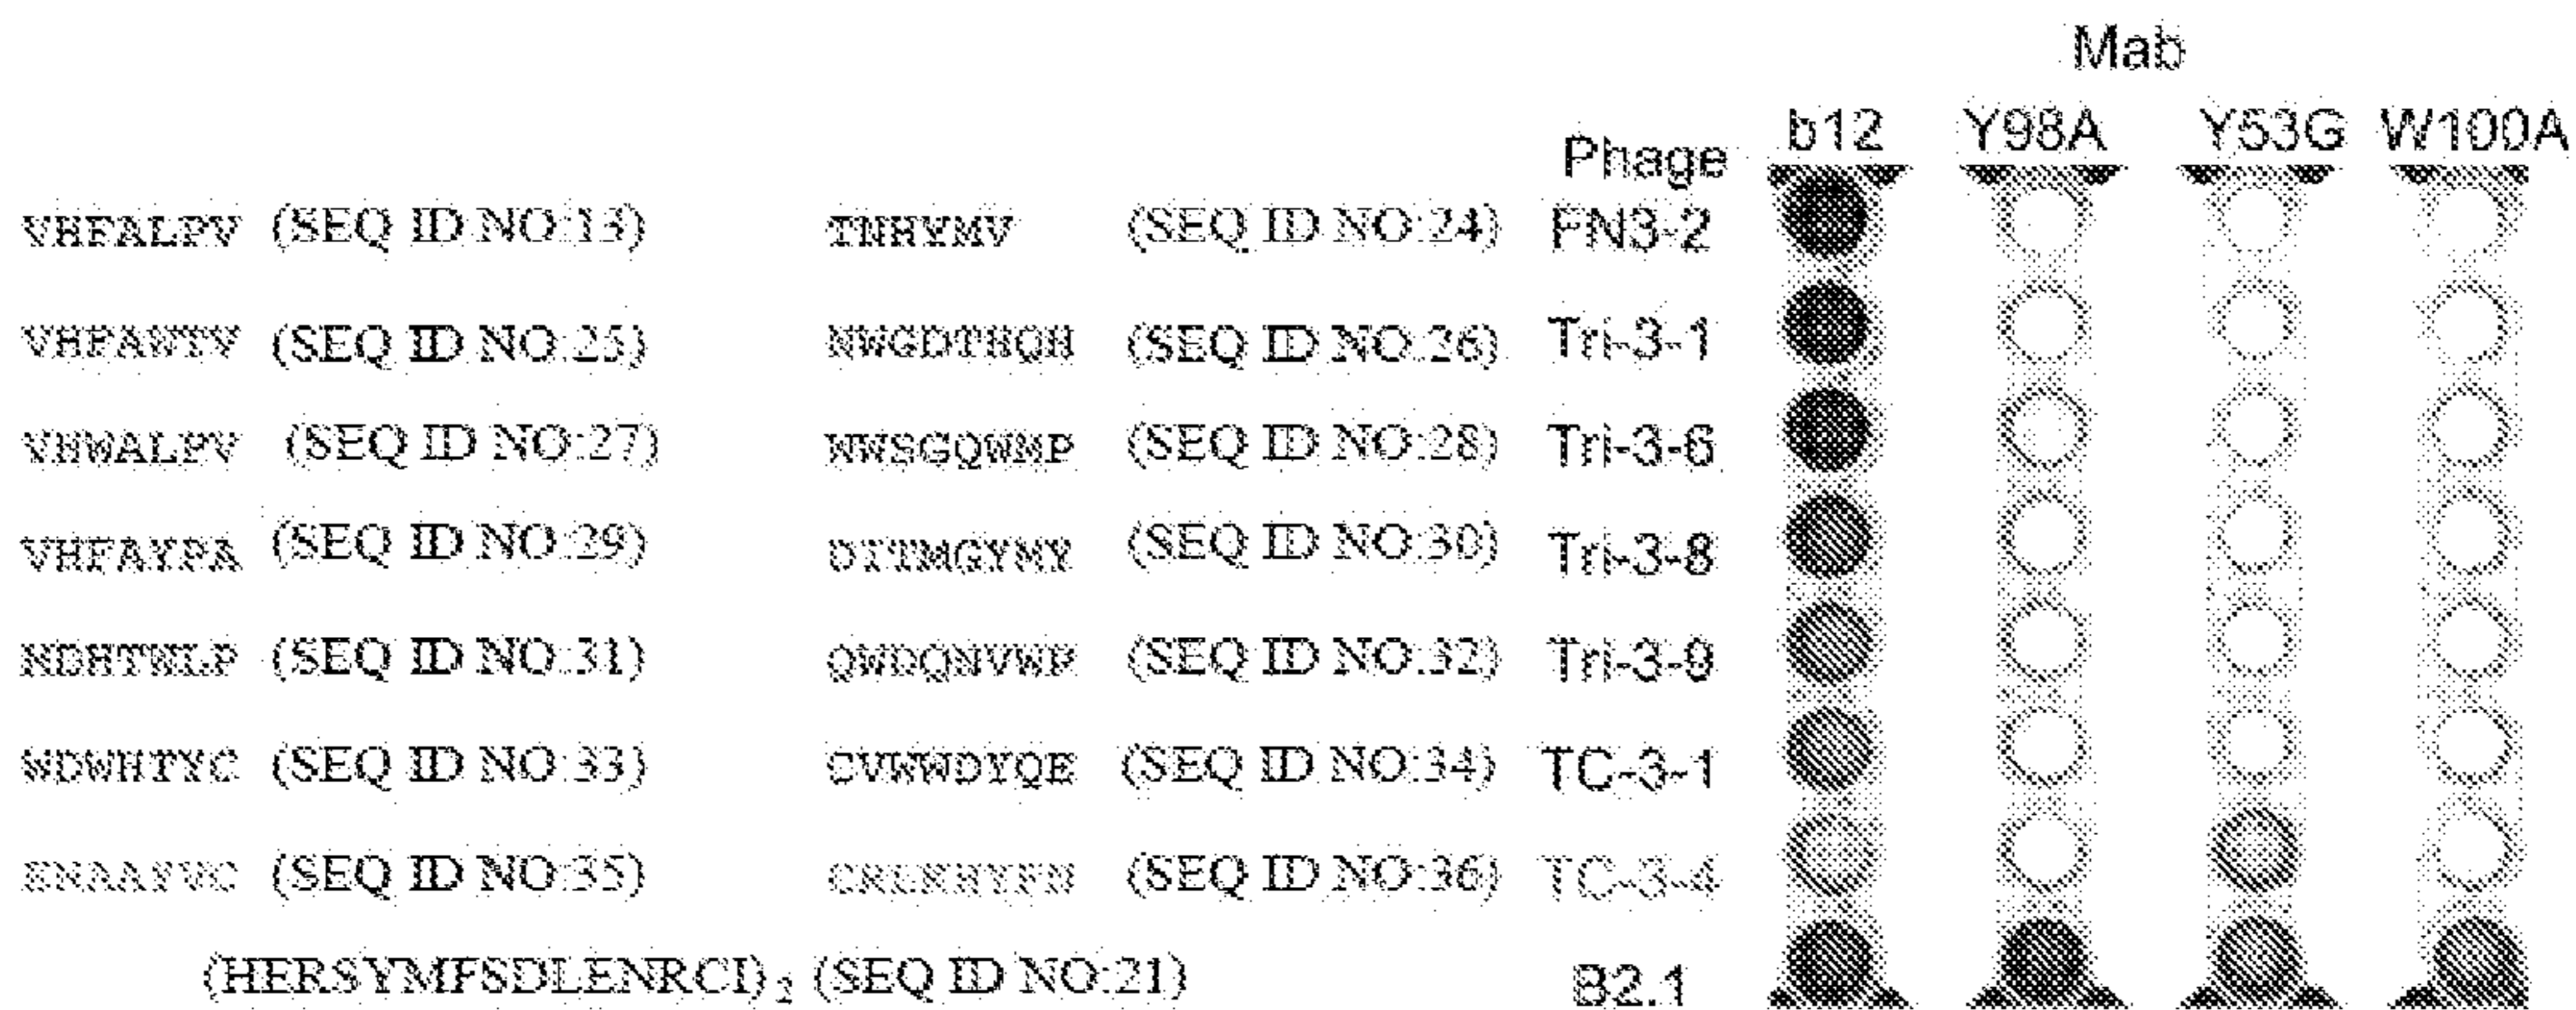 Mab
Phage b12 Y98A Y53G W100A
VHFALPV (SEQ ID NO:13) TNHYMV (SEQ ID NO:24) FN3-2
VHFAWTV (SEQ ID NO:25) NWGDTHQH (SEQ ID NO:26) Tri-3-1
VHWALPV (SEQ ID NO:27) (SEQ ID NO:28) Tri-3-6
VHFAYPA (SEQ ID NO:29) (SEQ ID NO:30) Tri-3-8
(SEQ ID NO:31) (SEQ ID NO:32) Tri-3-9
WDWHTYC (SEQ ID NO:33) CVWWDYQE (SEQ ID NO:34) TC-3-1
(SEQ ID NO:35) (SEQ ID NO:36) TC-3-4
(HERSYMFSDLENRCI)2 (SEQ ID NO:21) B2.1